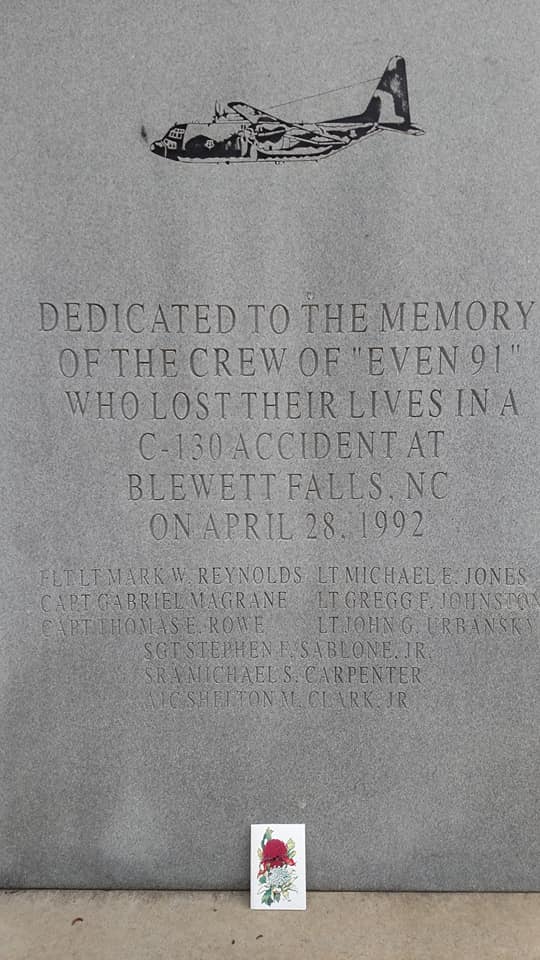 DEDICATED TO THE MEMORY
OF THE CREW OF "EVEN 91"
WHO LOST THEIR LIVES IN A
C-130 ACCIDENT AT
BLEWETT FALLS, NC
ON APRIL 28, 1992
FLT LT MARK W. REYNOLDS LT MICHAEL E. JONES
CAPT GABRIEL MAGRANE LT GREGG F. JOHNSTON
CAPT THOMAS E. ROWE LT JOHN G. URBANSKY
SGT STEPHEN F. SABLONE, JR.
SRA MICHAEL S. CARPENTER
A1C SHELTON M. CLARK, JR